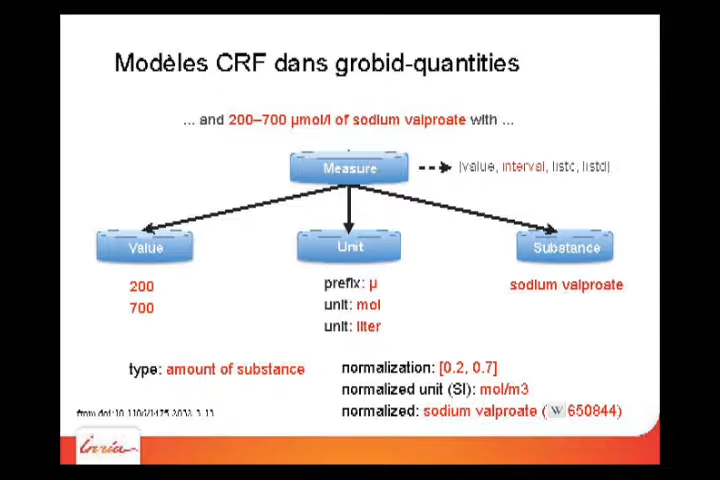 Modèles CRF dans grobid-quantities
... and 200–700 µmol/l of sodium valproate with ...
Measure
[value, interval, listc, listd]
Value
Unit
Substance
200
700
prefix: µ
unit: mol
unit: liter
sodium valproate
type: amount of substance
normalization: [0.2, 0.7]
normalized unit (SI): mol/m3
normalized: sodium valproate (W 650844)
from doi:
Inria